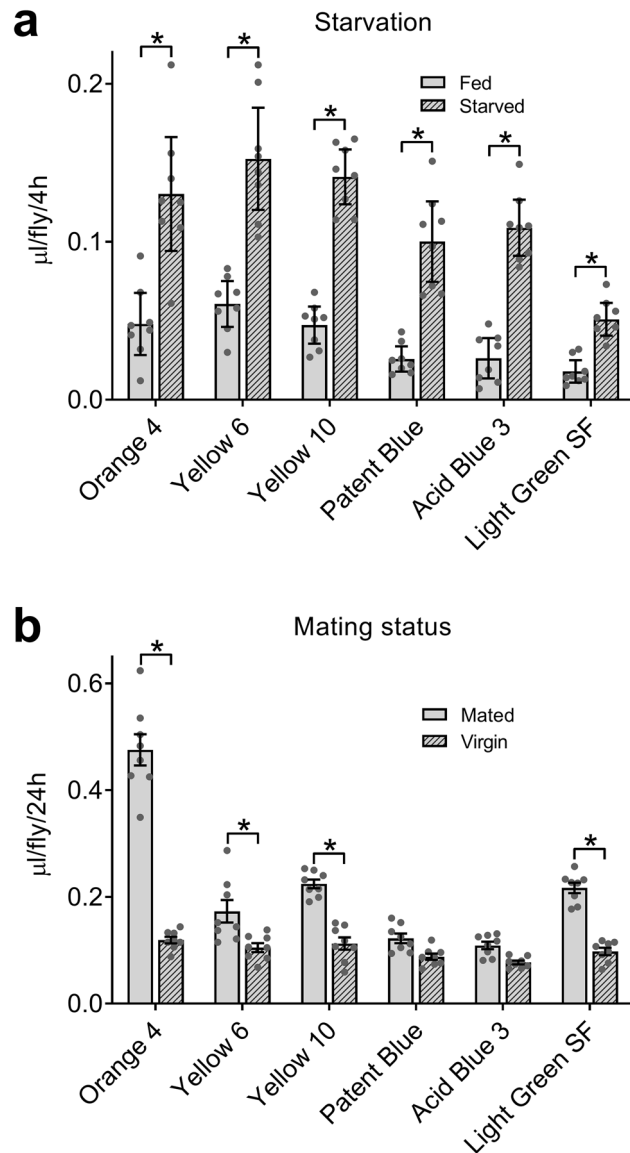 a
Starvation
*
*
*
*
*
*
Fed
Starved
0.2
0.1
0.0
µl/fly/4h
Orange 4
Yellow 6
Yellow 10
Patent Blue
Acid Blue 3
Light Green SF
b
Mating status
*
*
*
*
Mated
Virgin
0.6
0.4
0.2
0.0
µl/fly/24h
Orange 4
Yellow 6
Yellow 10
Patent Blue
Acid Blue 3
Light Green SF